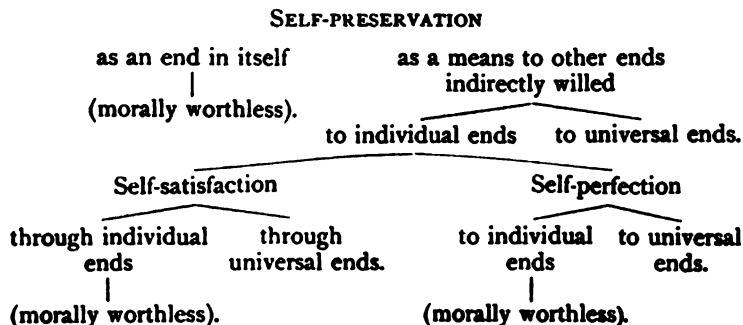 SELF-PRESERVATION
as an end in itself as a means to other ends
indirectly willed
(morally worthless).
to individual ends to universal ends.
Self-satisfaction Self-perfection
through individual through to individual to universal
ends universal ends. ends ends.
(morally worthless). (morally worthless).